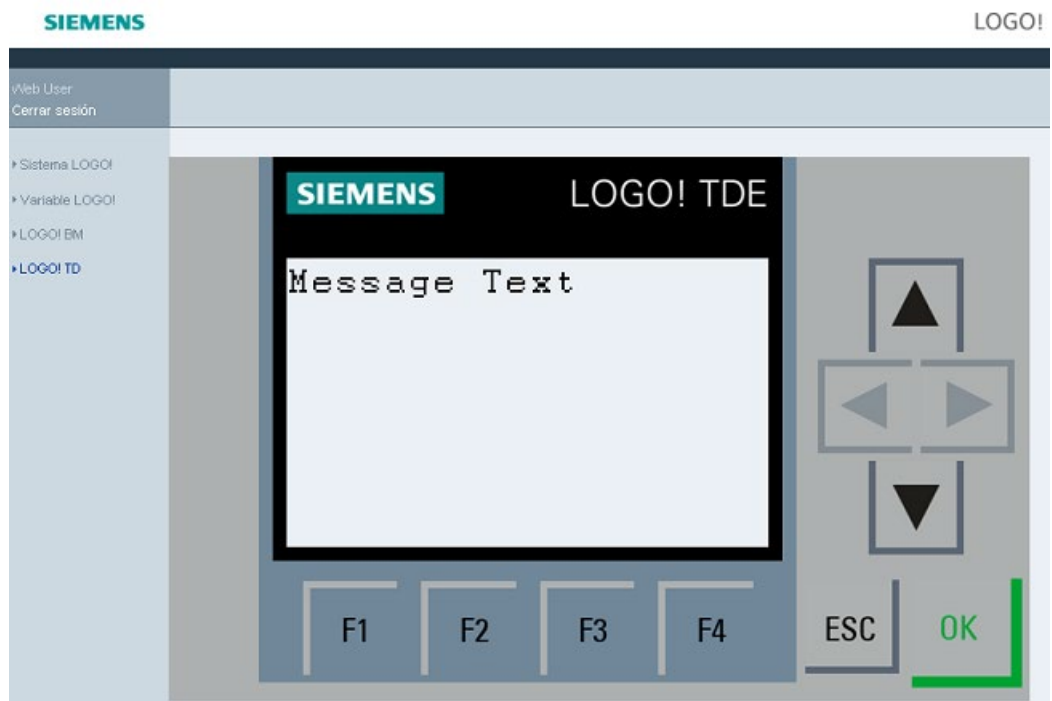 SIEMENS
LOGO!
Web User
Cerrar sesión
Sistema LOGO!
Variable LOGO!
LOGO! BM
LOGO! TD
SIEMENS
LOGO! TDE
Message Text
F1
F2
F3
F4
ESC
OK